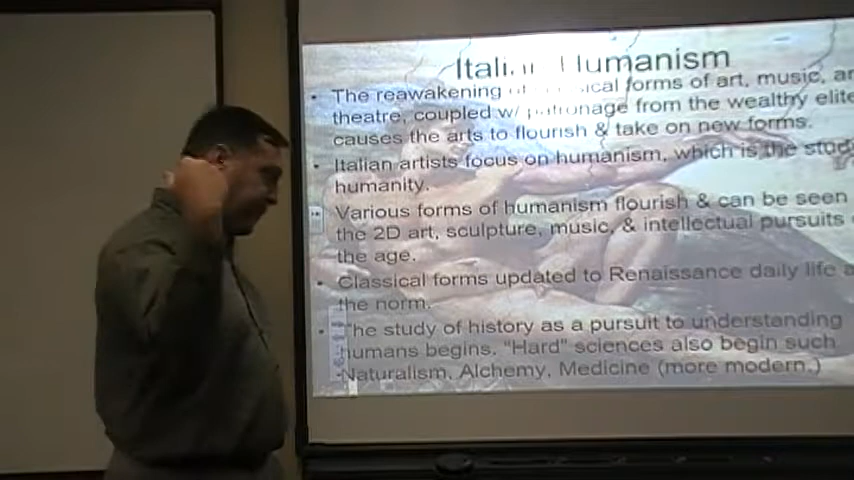 Humanism
• The reawakening forms of art, music,
theatre, coupled w/ patronage from the wealthy elite
causes the arts to flourish & take on new forms.
• Italian artists focus on humanism, which is the
humanity.
• Various forms of humanism flourish & can be seen
the 2D art, sculpture, music, & intellectual pursuits
the age.
• Classical forms updated to Renaissance daily life
the norm.
• The study of history as a pursuit to understanding
humans begins. "Hard" sciences also begin such
Naturalism, Alchemy, Medicine (more modern.)